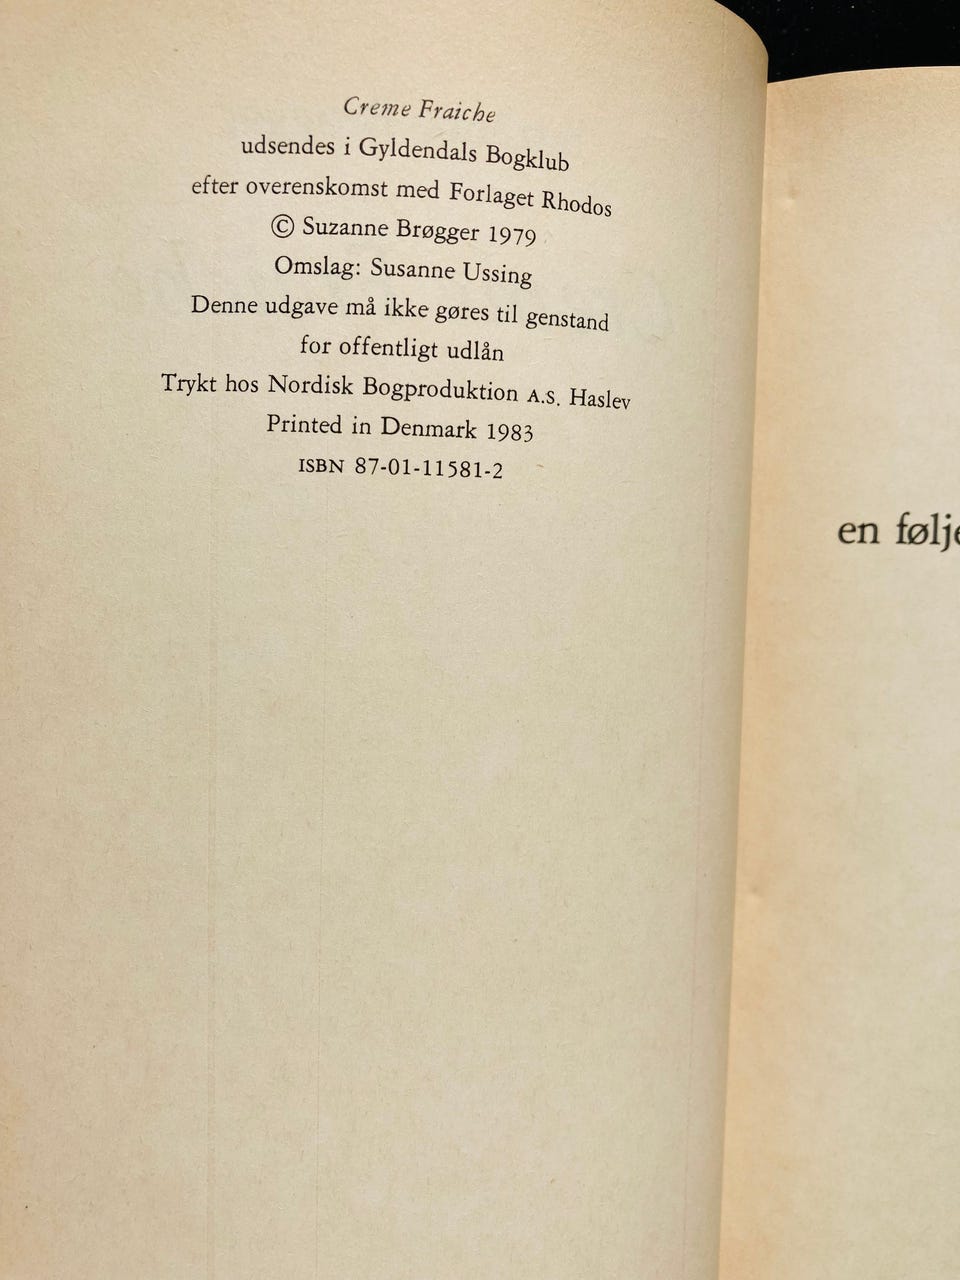 Creme Fraiche
udsendes i Gyldendals Bogklub
efter overenskomst med Forlaget Rhodos
© Suzanne Brøgger 1979
Omslag: Susanne Ussing
Denne udgave må ikke gøres til genstand
for offentligt udlån
Trykt hos Nordisk Bogproduktion A.S. Haslev
Printed in Denmark 1983
ISBN 87-01-11581-2
en